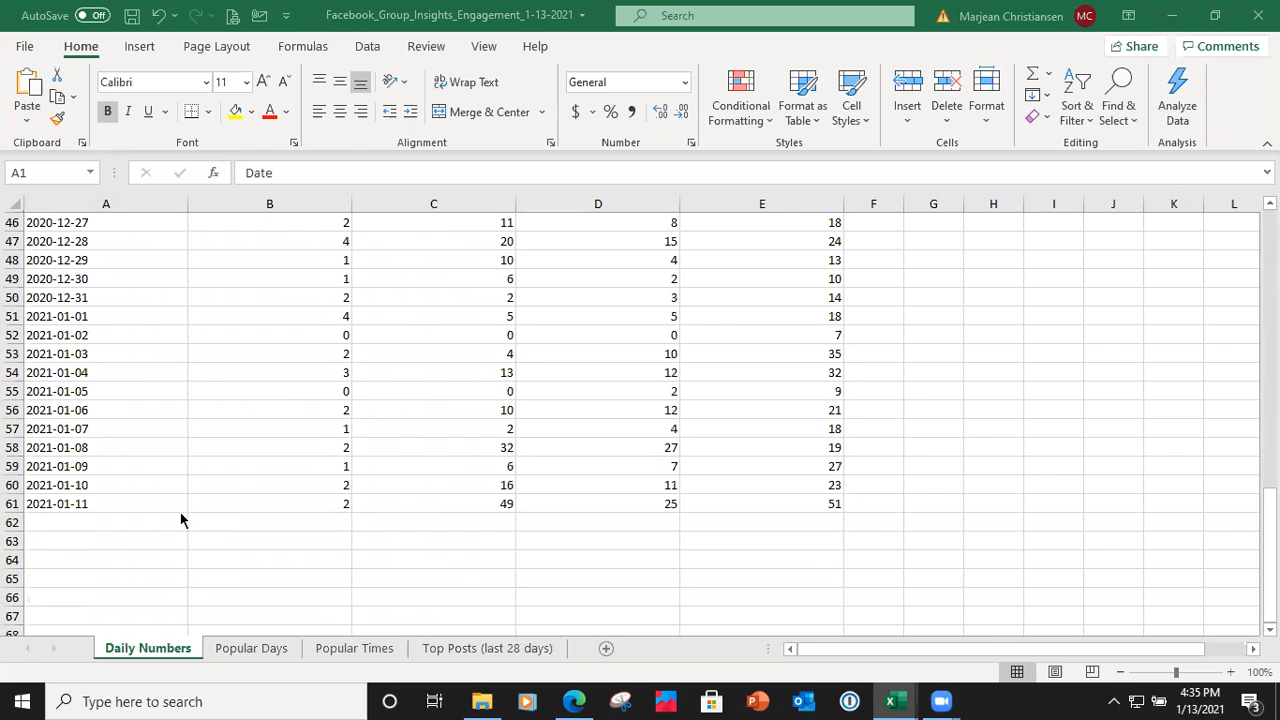 AutoSave Off Facebook_Group_Insights_Engagement_1-13-2021 Search Marjean Christiansen MC
File Home Insert Page Layout Formulas Data Review View Help Share Comments
Paste Calibri 11 Wrap Text General Conditional Formatting Format as Table Cell Styles Insert Delete Format Sort & Filter Find & Select Analyze Data
B I U Merge & Center $ % ,
Clipboard Font Alignment Number Styles Cells Editing Analysis
A1 fx Date
A B C D E F G H I J K L
46 2020-12-27 2 11 8 18
47 2020-12-28 4 20 15 24
48 2020-12-29 1 10 4 13
49 2020-12-30 1 6 2 10
50 2020-12-31 2 2 3 14
51 2021-01-01 4 5 5 18
52 2021-01-02 0 0 0 7
53 2021-01-03 2 4 10 35
54 2021-01-04 3 13 12 32
55 2021-01-05 0 0 2 9
56 2021-01-06 2 10 12 21
57 2021-01-07 1 2 4 18
58 2021-01-08 2 32 27 19
59 2021-01-09 1 6 7 27
60 2021-01-10 2 16 11 23
61 2021-01-11 2 49 25 51
62
63
64
65
66
67
68
Daily Numbers Popular Days Popular Times Top Posts (last 28 days)
100%
Type here to search 4:35 PM
1/13/2021 3